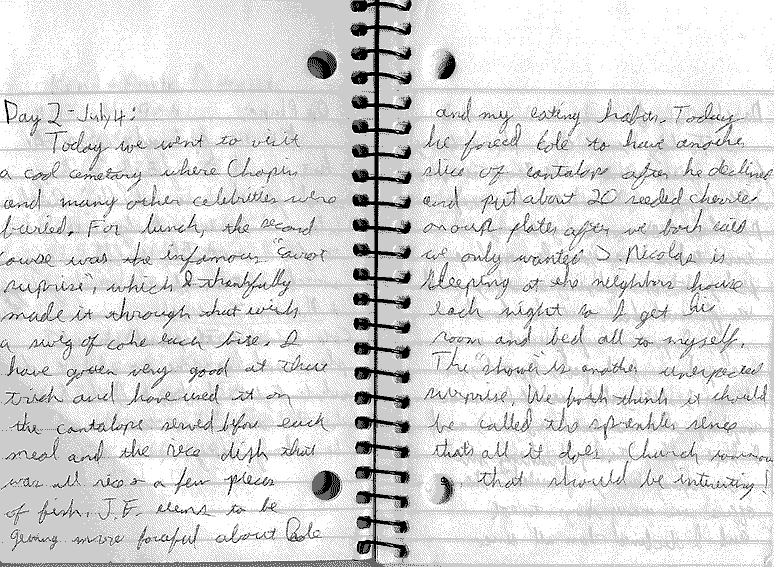 Day 2 - July 4:
Today we went to visit
a cool cemetery where Chopin
and many other celebrities were
buried. For lunch, the second
course was the infamous "carrot
surprise", which I thankfully
made it through that with
a swig of coke each bite. I
have gotten very good at these
trick and have used it on
the cantalope served before each
meal and the rice dish that
was all rice & a few pieces
of fish. J.F. seems to be
getting more forceful about Cole
and my eating habits. Today
he forced Cole to have another
slice of cantalope after he declined
and put about 20 seeded cherries
on our plates after we both said
we only wanted 5. Nicolas is
sleeping at the neighbors house
each night so I get his
room and bed all to myself.
The "shower" is another unexpected
surprise. We both think it should
be called the sprinkler since
thats all it does. Church tomorrow
that should be interesting!